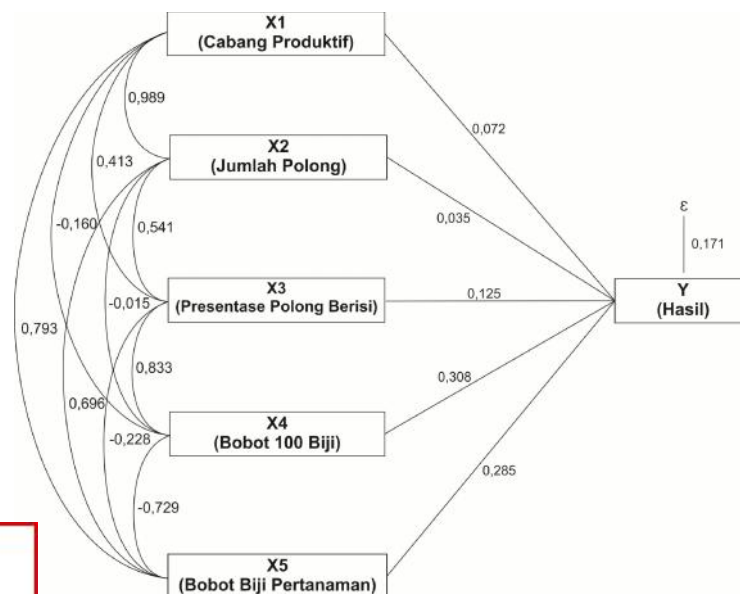 X1
(Cabang Produktif)
0,989
0,072
X2
(Jumlah Polong)
0,413
0,035
ε
-0,160
0,541
0,171
X3
(Presentase Polong Berisi)
-0,015
0,125
Y
(Hasil)
0,793
0,833
0,308
0,696
-0,228
X4
(Bobot 100 Biji)
0,285
-0,729
X5
(Bobot Biji Pertanaman)